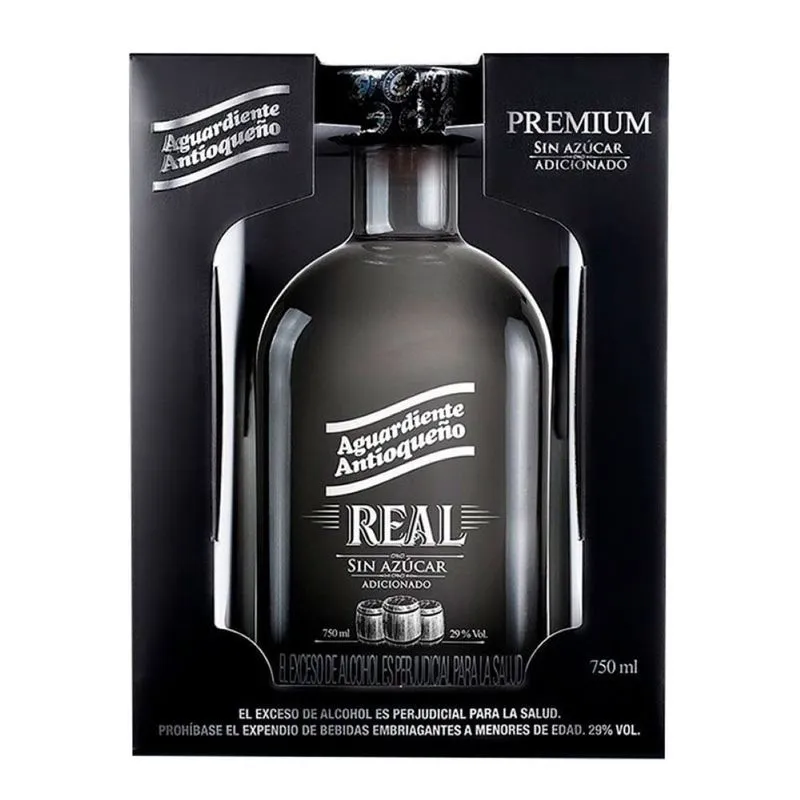 Aguardiente
Antioqueño
PREMIUM
SIN AZÚCAR
ADICIONADO
Aguardiente
Antioqueño
REAL
SIN AZÚCAR
ADICIONADO
750 ml
29% Vol.
EL EXCESO DE ALCOHOL ES PERJUDICIAL PARA LA SALUD
750 ml
EL EXCESO DE ALCOHOL ES PERJUDICIAL PARA LA SALUD.
PROHÍBASE EL EXPENDIO DE BEBIDAS EMBRIAGANTES A MENORES DE EDAD. 29% VOL.